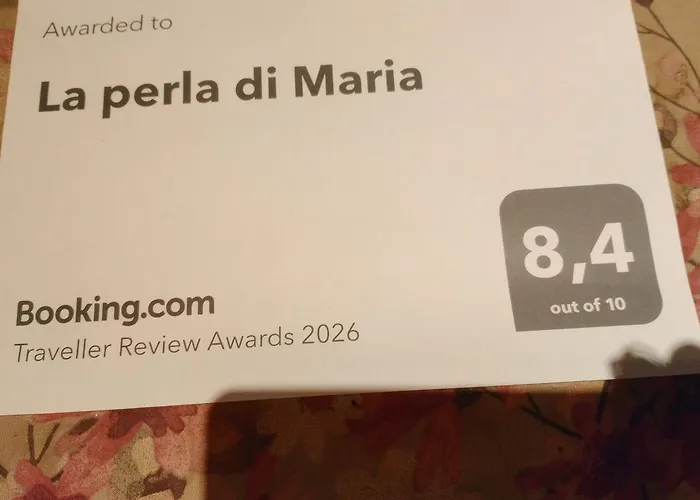 Awarded to
La perla di Maria
8,4
out of 10
Booking.com
Traveller Review Awards 2026